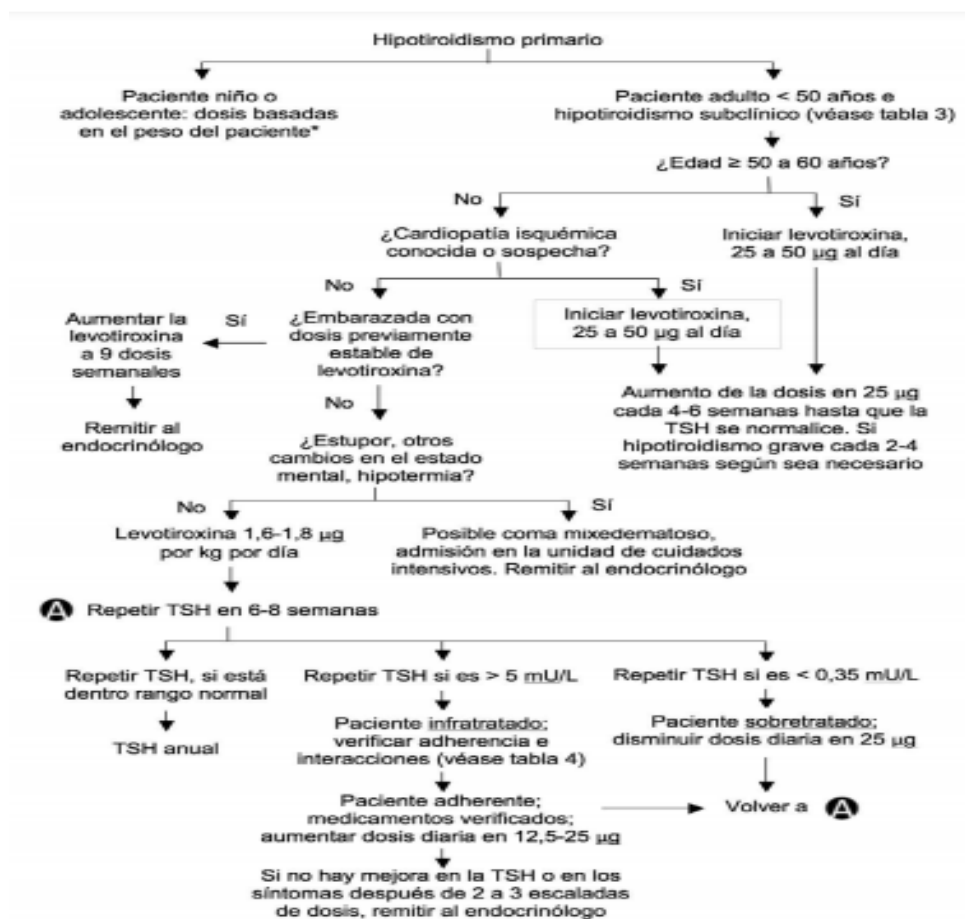 Hipotiroidismo primario
Paciente niño o
adolescente: dosis basadas
en el peso del paciente*
Paciente adulto < 50 años e
hipotiroidismo subclínico (véase tabla 3)
¿Edad ≥ 50 a 60 años?
No
Sí
¿Cardiopatía isquémica
conocida o sospecha?
Iniciar levotiroxina,
25 a 50 µg al día
No
Sí
Aumentar la
levotiroxina
a 9 dosis
semanales
Sí
¿Embarazada con
dosis previamente
estable de
levotiroxina?
Iniciar levotiroxina,
25 a 50 µg al día
Remitir al
endocrinólogo
No
Aumento de la dosis en 25 µg
cada 4-6 semanas hasta que la
TSH se normalice. Si
hipotiroidismo grave cada 2-4
semanas según sea necesario
¿Estupor, otros
cambios en el estado
mental, hipotermia?
No
Sí
Levotiroxina 1,6-1,8 µg
por kg por día
Posible coma mixedematoso,
admisión en la unidad de cuidados
intensivos. Remitir al endocrinólogo
A Repetir TSH en 6-8 semanas
Repetir TSH, si está
dentro rango normal
Repetir TSH si es > 5 mU/L
Repetir TSH si es < 0,35 mU/L
TSH anual
Paciente infratratado;
verificar adherencia e
interacciones (véase tabla 4)
Paciente sobretratado;
disminuir dosis diaria en 25 µg
Paciente adherente;
medicamentos verificados;
aumentar dosis diaria en 12,5-25 µg
Volver a A
Si no hay mejora en la TSH o en los
síntomas después de 2 a 3 escaladas
de dosis, remitir al endocrinólogo